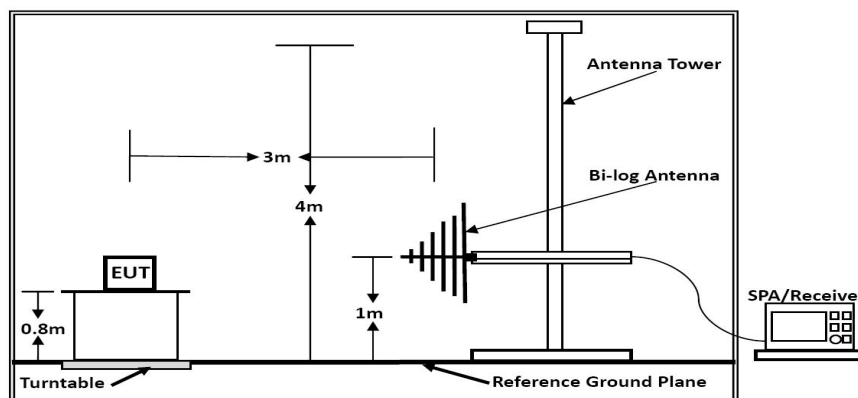 Antenna Tower
3m
Bi-log Antenna
4m
EUT
SPA/Receive
0.8m
1m
Turntable
Reference Ground Plane